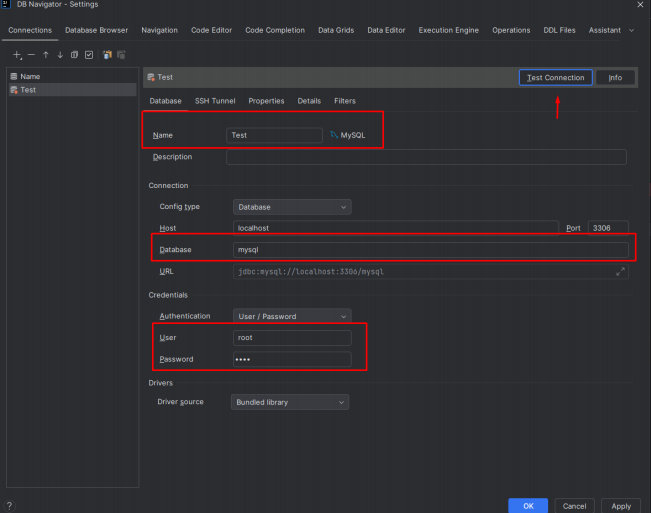 DB Navigator - Settings
Connections Database Browser Navigation Code Editor Code Completion Data Grids Data Editor Execution Engine Operations DDL Files Assistant
Name
Test
Test
Test Connection
Info
Database SSH Tunnel Properties Details Filters
Name Test MySQL
Description
Connection
Config type Database
Host localhost Port 3306
Database mysql
URL jdbc:mysql://localhost:3306/mysql
Credentials
Authentication User / Password
User root
Password ••••
Drivers
Driver source Bundled library
? OK Cancel Apply